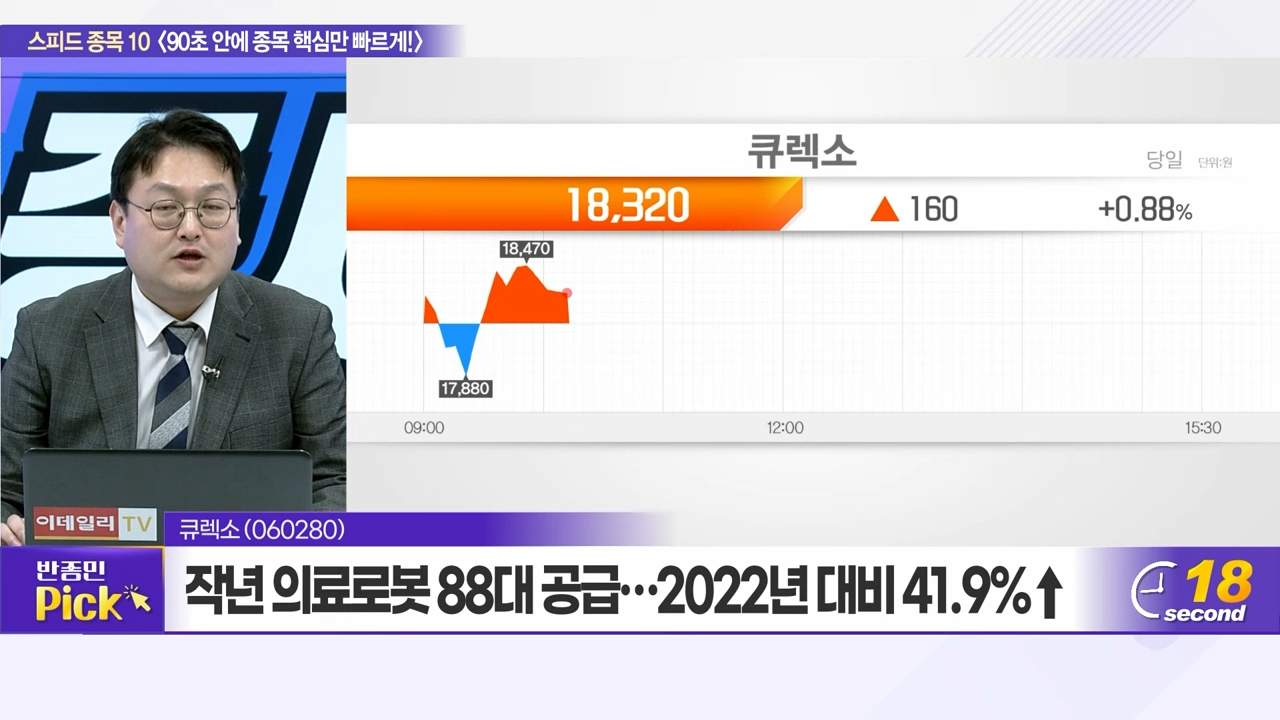 스피드 종목 10 <90초 안에 종목 핵심만 빠르게!>
큐렉소
당일 단위:원
18,320 ▲ 160 +0.88%
18,470
17,880
09:00 12:00 15:30
이데일리 TV
큐렉소 (060280)
반종민
Pick
작년 의료로봇 88대 공급…2022년 대비 41.9%↑
18
second